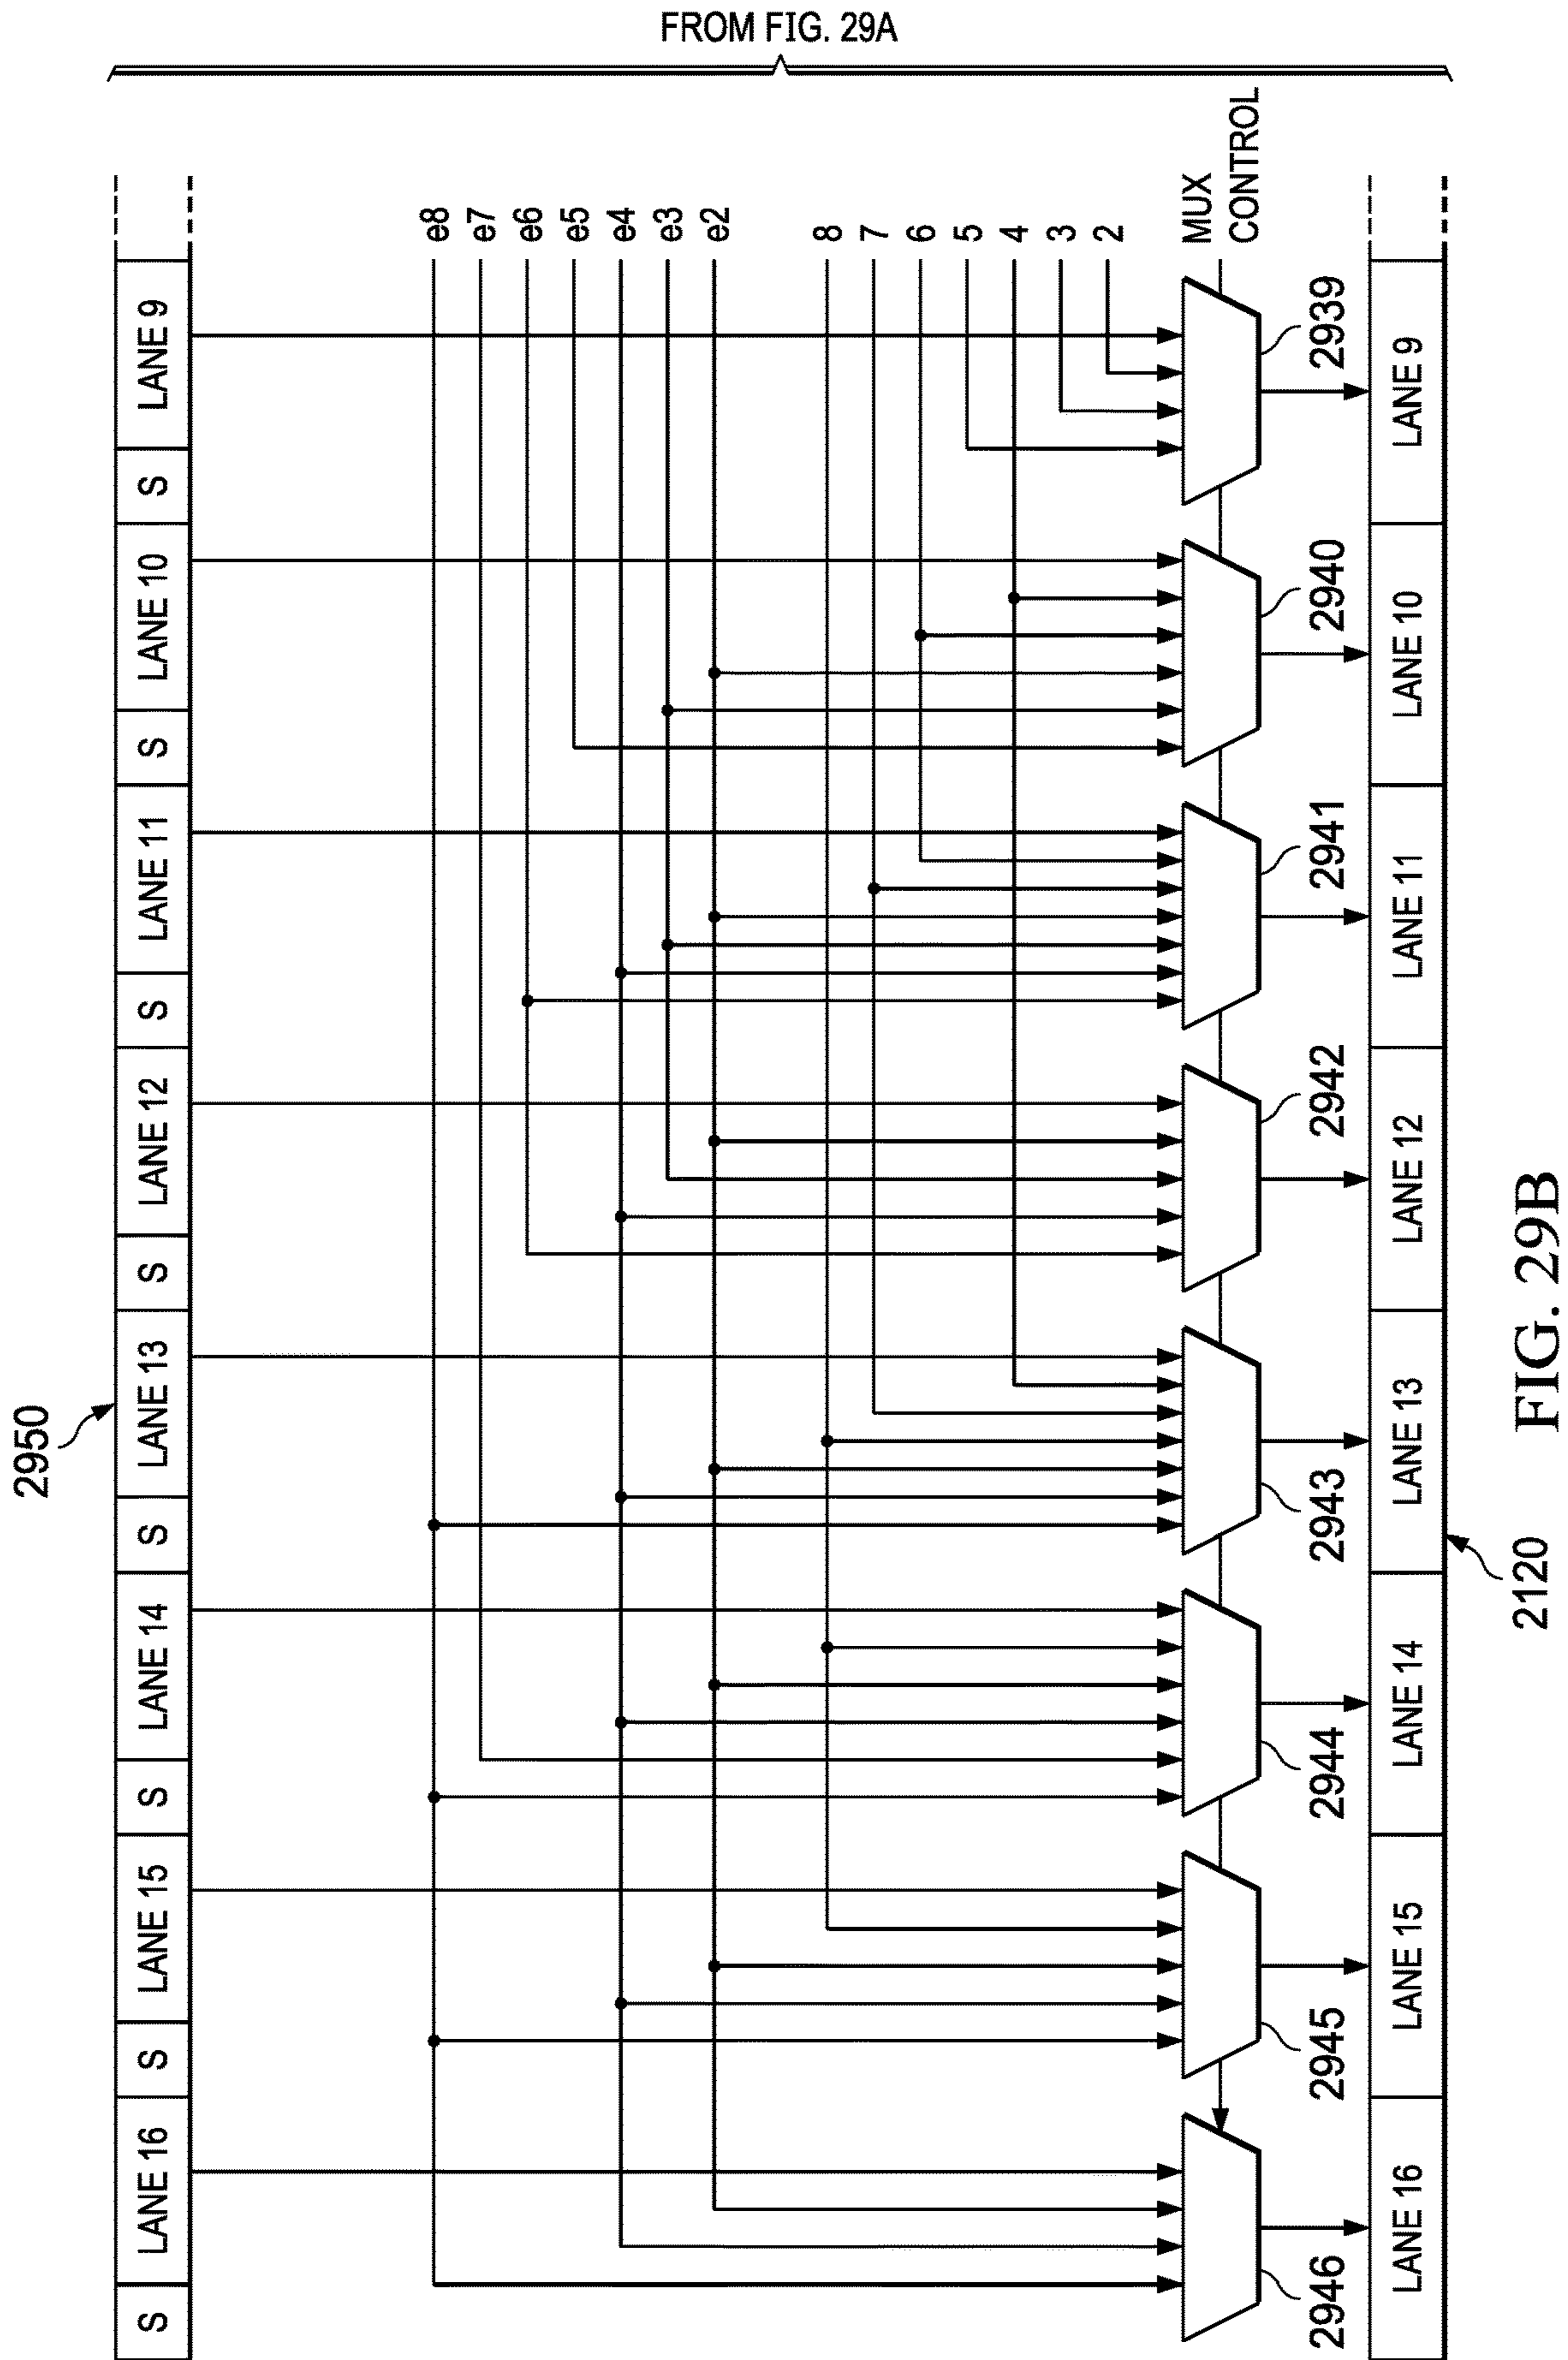 FROM FIG. 29A
2950
S
LANE 16
S
LANE 15
S
LANE 14
S
LANE 13
S
LANE 12
S
LANE 11
S
LANE 10
S
LANE 9
e8
e7
e6
e5
e4
e3
e2
8
7
6
5
4
3
2
MUX
CONTROL
2946
2945
2944
2943
2942
2941
2940
2939
LANE 16
LANE 15
LANE 14
LANE 13
LANE 12
LANE 11
LANE 10
LANE 9
2120
FIG. 29B